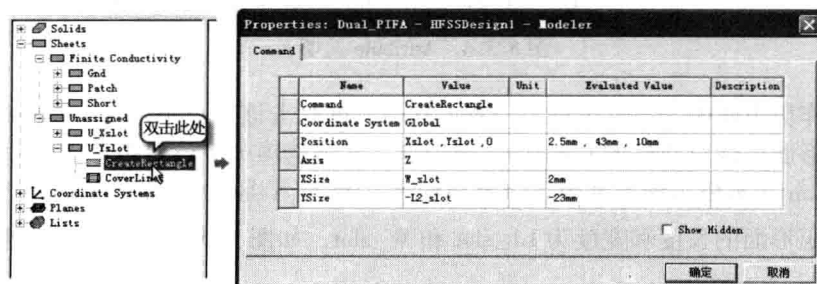 Solids
Sheets
Finite Conductivity
Gnd
Patch
Short
Unassigned
U_Xslot
U_Yslot
CreateRectangle
CoverLines
Coordinate Systems
Planes
Lists
双击此处
Properties: Dual_PIFA - HFSSDesign1 - Modeler
Command
Name Value Unit Evaluated Value Description
Command CreateRectangle
Coordinate System Global
Position Xslot ,Yslot ,0 2.5mm , 43mm , 10mm
Axis Z
XSize W_slot 2mm
YSize -L2_slot -23mm
Show Hidden
确定 取消